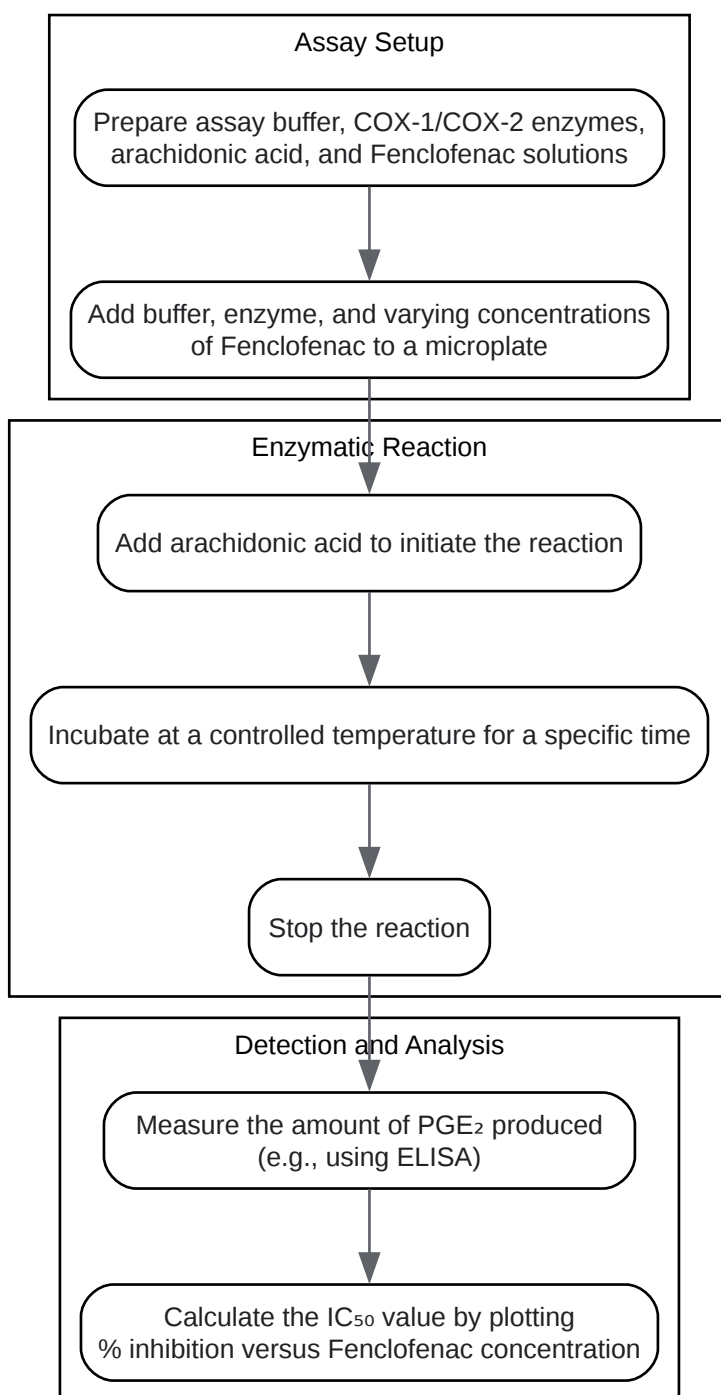 Assay Setup
Prepare assay buffer, COX-1/COX-2 enzymes,
arachidonic acid, and Fenclofenac solutions
Add buffer, enzyme, and varying concentrations
of Fenclofenac to a microplate
Enzymatic Reaction
Add arachidonic acid to initiate the reaction
Incubate at a controlled temperature for a specific time
Stop the reaction
Detection and Analysis
Measure the amount of PGE₂ produced
(e.g., using ELISA)
Calculate the IC₅₀ value by plotting
% inhibition versus Fenclofenac concentration